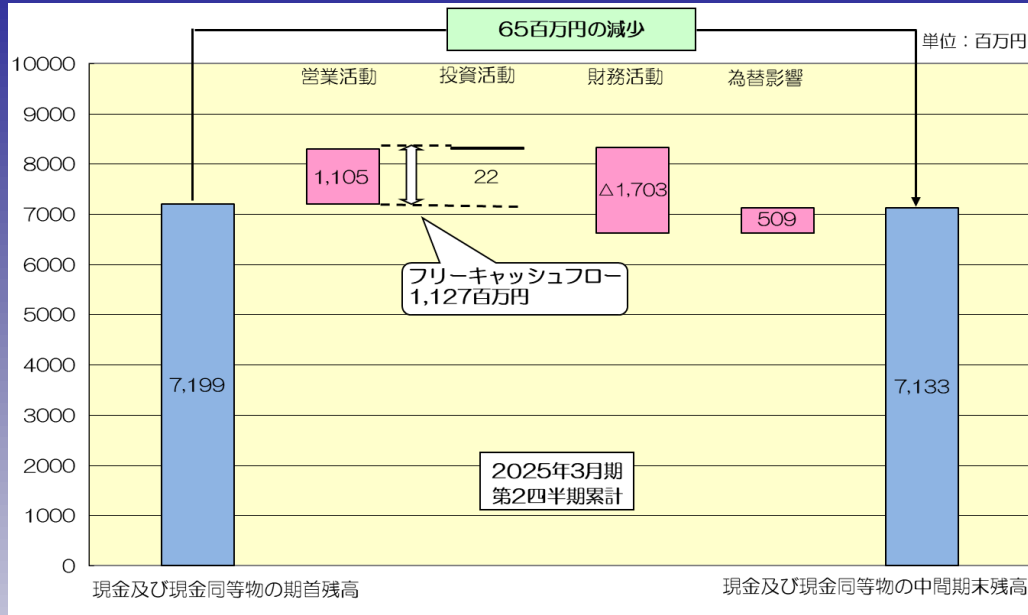 65百万円の減少
単位：百万円
10000
9000
8000
7000
6000
5000
4000
3000
2000
1000
0
営業活動
投資活動
財務活動
為替影響
1,105
22
△1,703
509
フリーキャッシュフロー
1,127百万円
7,199
7,133
2025年3月期
第2四半期累計
現金及び現金同等物の期首残高
現金及び現金同等物の中間期末残高